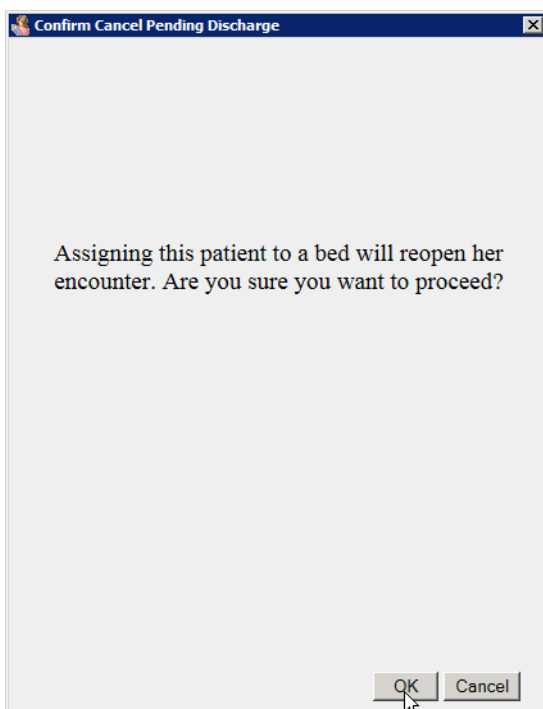 Confirm Cancel Pending Discharge
Assigning this patient to a bed will reopen her
encounter. Are you sure you want to proceed?
OK Cancel